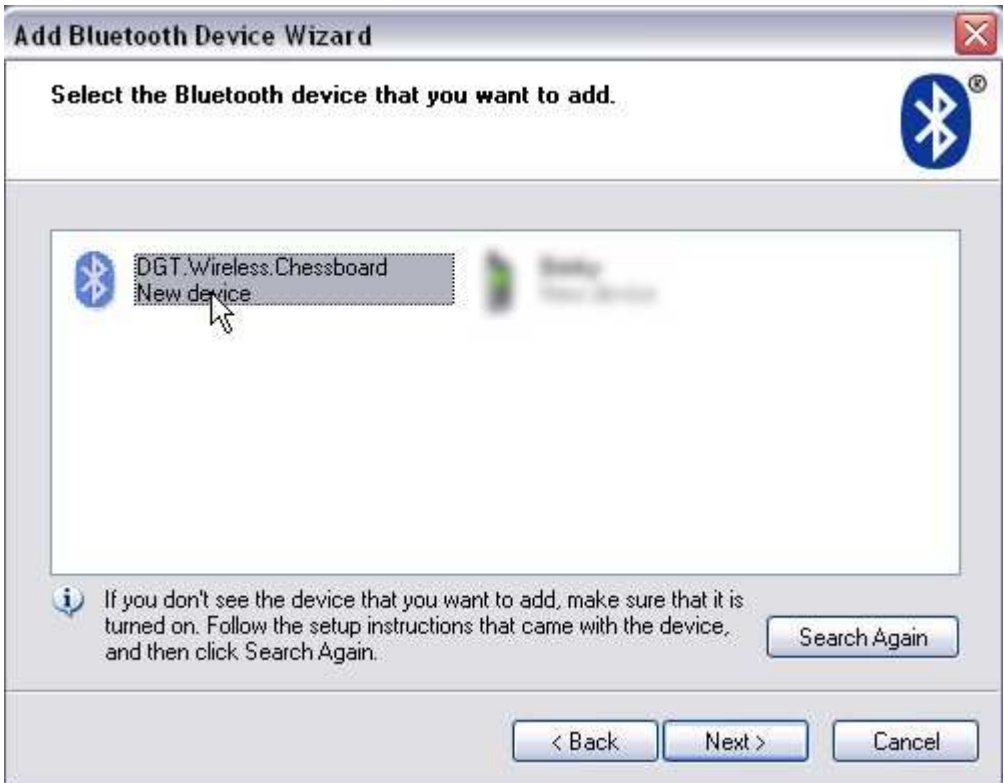 Add Bluetooth Device Wizard
Select the Bluetooth device that you want to add.
®
DGT.Wireless.Chessboard
New device
If you don't see the device that you want to add, make sure that it is
turned on. Follow the setup instructions that came with the device,
and then click Search Again.
Search Again
< Back
Next >
Cancel